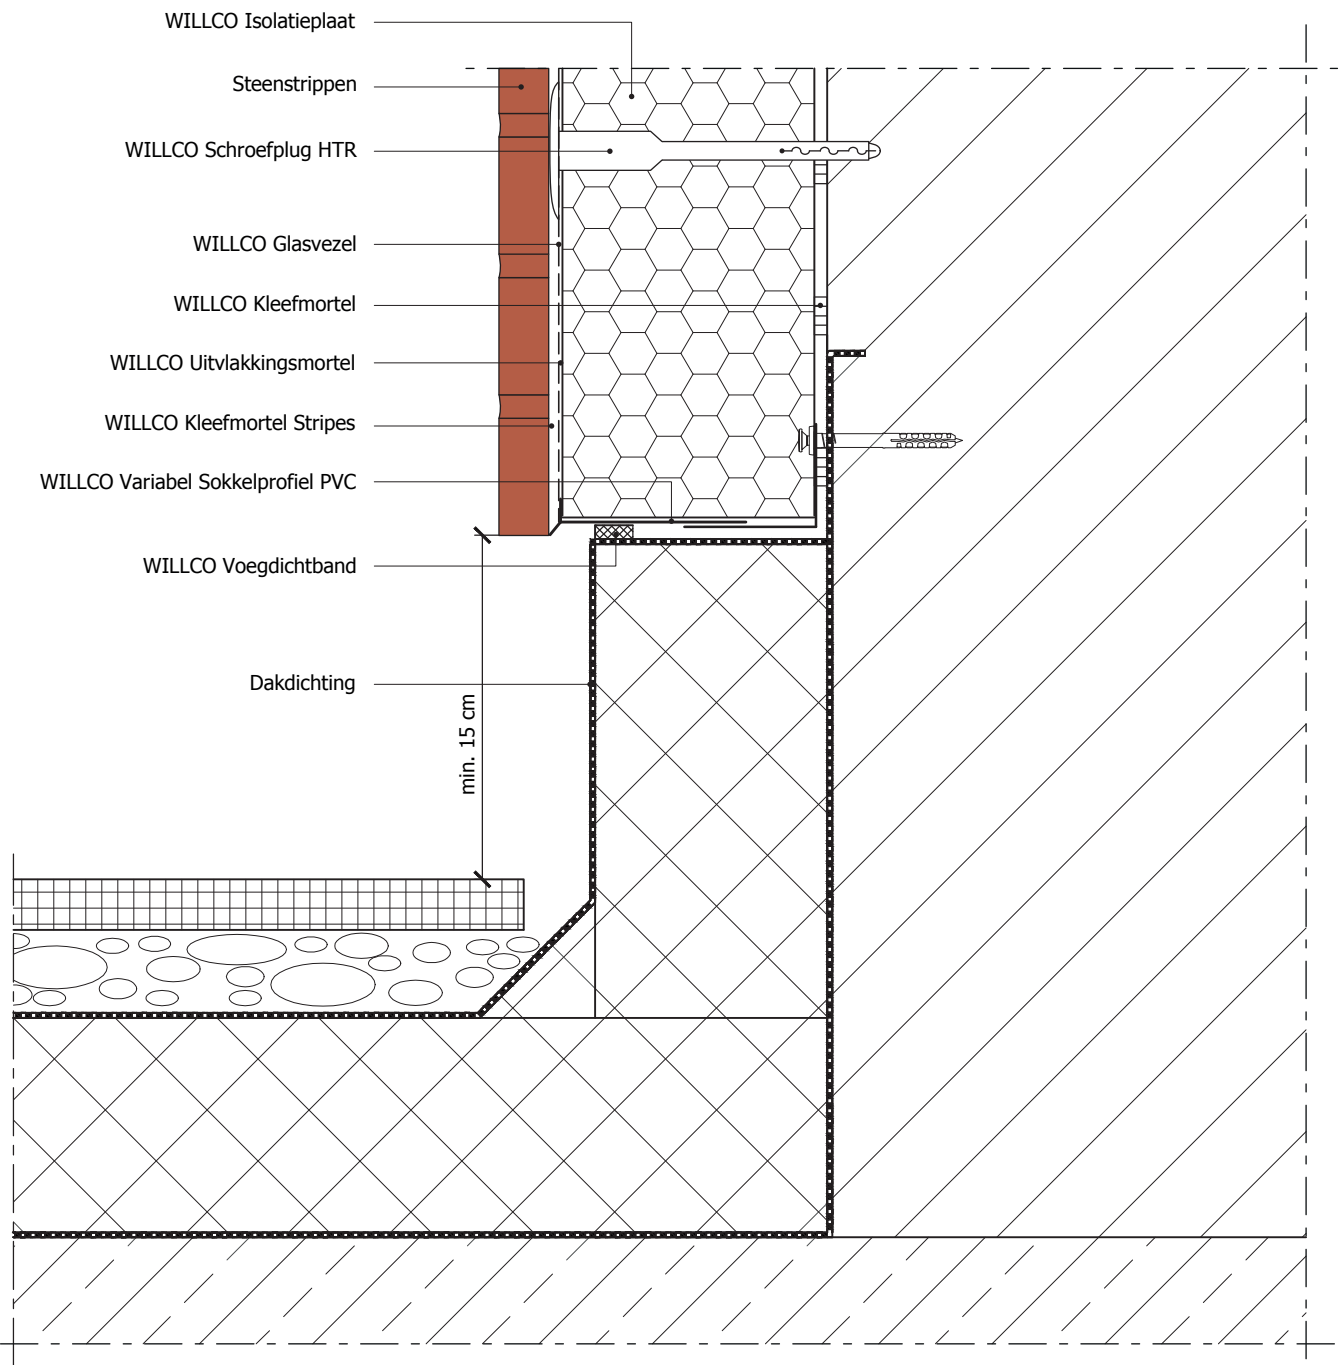 WILLCO Isolatieplaat
Steenstrippen
WILLCO Schroefplug HTR
WILLCO Glasvezel
WILLCO Kleefmortel
WILLCO Uitvlakkingsmortel
WILLCO Kleefmortel Stripes
WILLCO Variabel Sokkelprofiel PVC
WILLCO Voegdichtband
Dakdichting
min. 15 cm